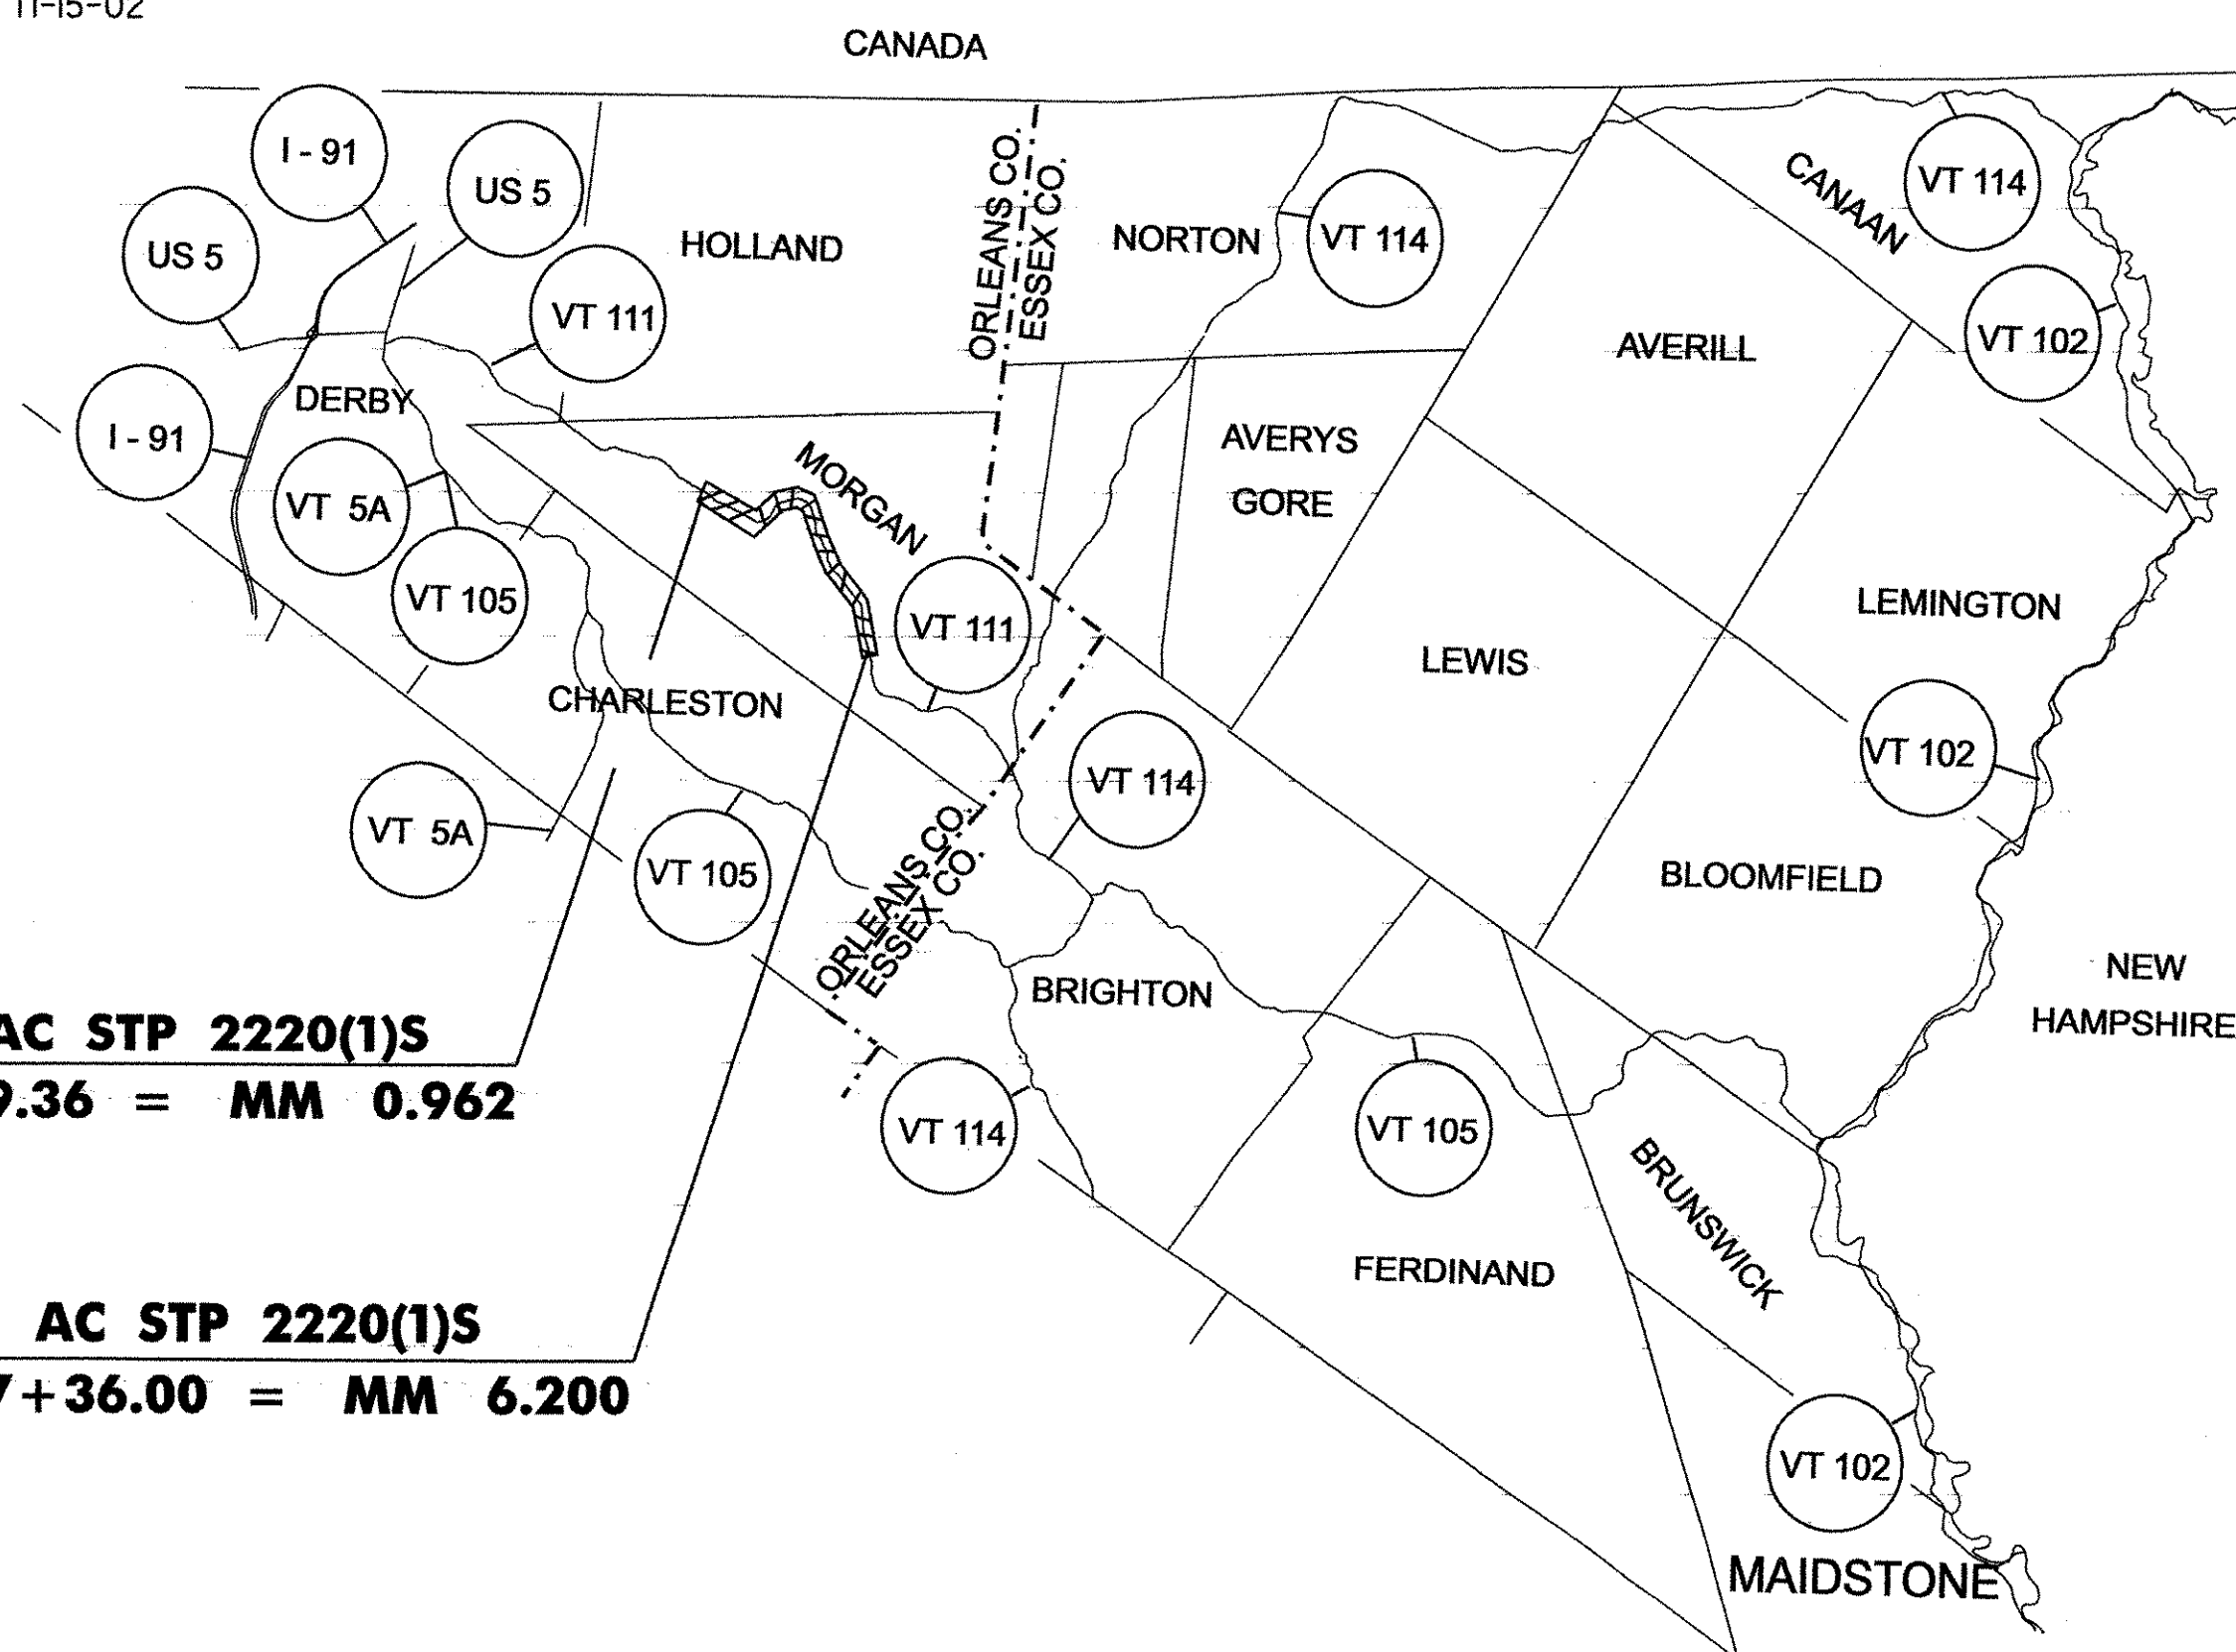 11-15-02
CANADA
I - 91
US 5
US 5
HOLLAND
VT 111
ORLEANS CO.
ESSEX CO.
NORTON
VT 114
CANAAN
VT 114
VT 102
AVERILL
DERBY
I - 91
VT 5A
VT 105
MORGAN
AVERYS
GORE
VT 111
LEWIS
LEMINGTON
CHARLESTON
VT 114
VT 102
VT 5A
VT 105
ORLEANS CO.
ESSEX CO.
BLOOMFIELD
BRIGHTON
NEW
HAMPSHIRE
AC STP 2220(1)S
9.36 = MM 0.962
VT 114
VT 105
BRUNSWICK
FERDINAND
AC STP 2220(1)S
7+36.00 = MM 6.200
VT 102
MAIDSTONE